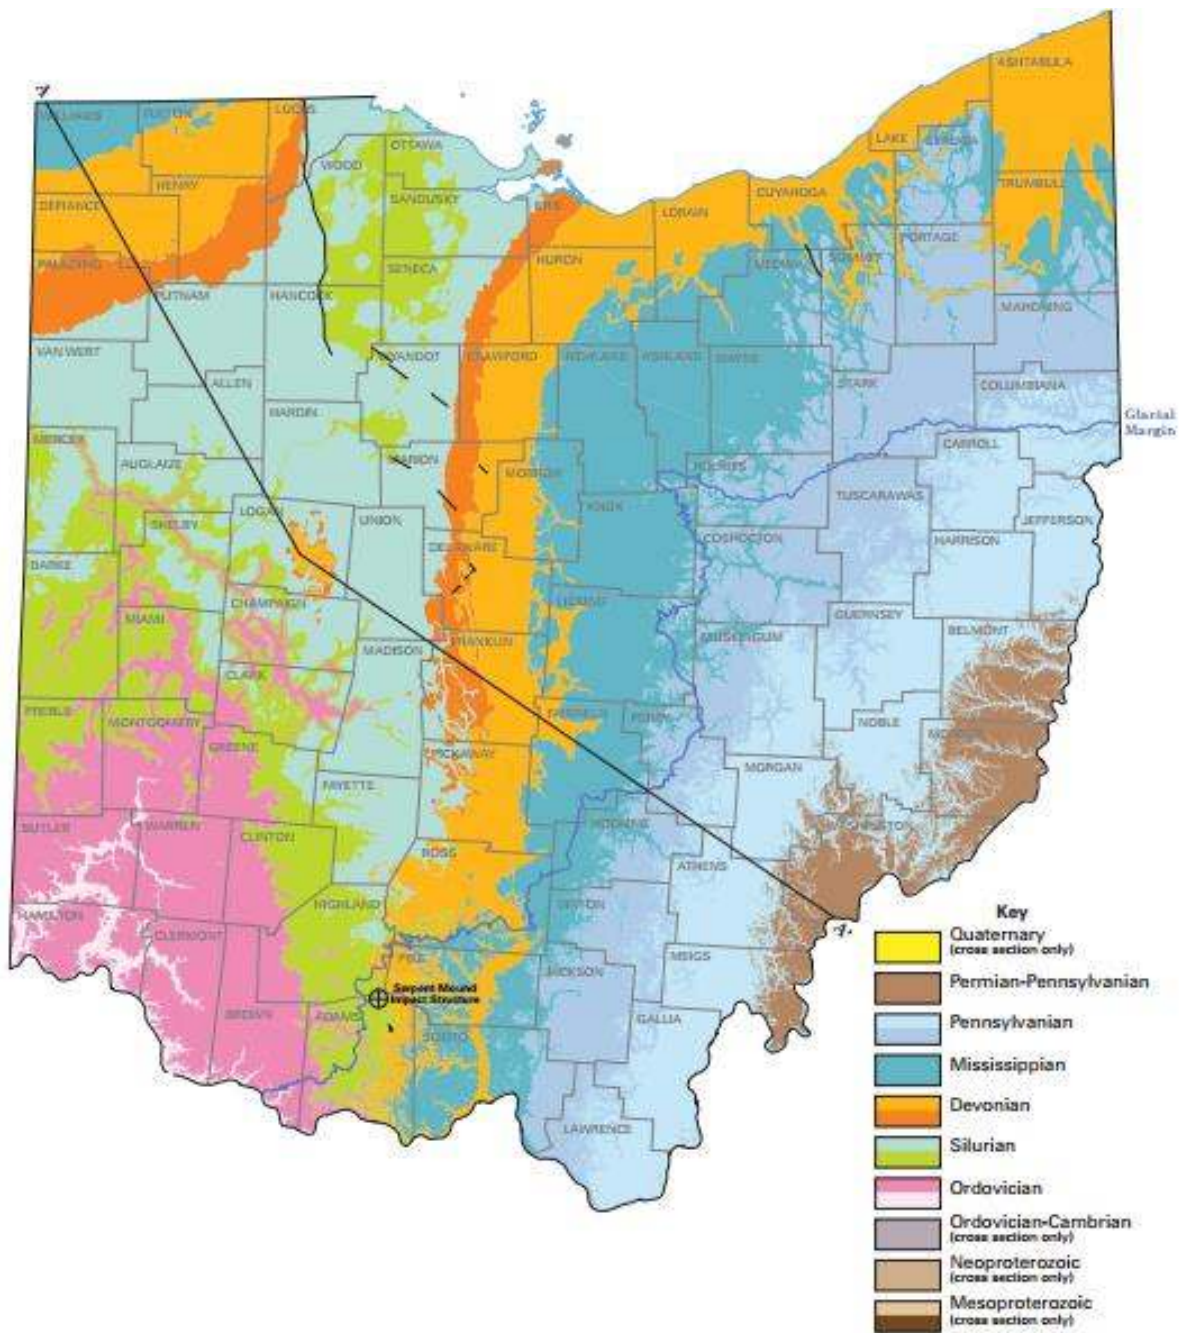 ASHTABULA
WILLIAMS
FULTON
LUCAS
LAKE
GEAUGA
OTTAWA
WOOD
HENRY
SANDUSKY
ERIE
CUYAHOGA
TRUMBULL
DEFIANCE
LORAIN
PORTAGE
PAULDING
SENECA
HURON
MEDINA
SUMMIT
PUTNAM
HANCOCK
MAHONING
VAN WERT
WYANDOT
CRAWFORD
RICHLAND
ASHLAND
WAYNE
ALLEN
STARK
COLUMBIANA
HARDIN
Glacial
Margin
MERCER
CARROLL
AUGLAIZE
MARION
MORROW
HOLMES
TUSCARAWAS
LOGAN
KNOX
JEFFERSON
SHELBY
UNION
COSHOCTON
HARRISON
DELAWARE
DARKE
CHAMPAIGN
LICKING
GUERNSEY
MIAMI
BELMONT
MADISON
FRANKLIN
MUSKINGUM
CLARK
PREBLE
MONTGOMERY
FAIRFIELD
PERRY
NOBLE
MONROE
GREENE
PICKAWAY
MORGAN
FAYETTE
BUTLER
WARREN
CLINTON
HOCKING
WASHINGTON
ROSS
ATHENS
HIGHLAND
VINTON
HAMILTON
CLERMONT
PIKE
MEIGS
JACKSON
Serpent Mound
Impact Structure
BROWN
ADAMS
GALLIA
SCIOTO
LAWRENCE
Key
Quaternary
(cross section only)
Permian-Pennsylvanian
Pennsylvanian
Mississippian
Devonian
Silurian
Ordovician
Ordovician-Cambrian
(cross section only)
Neoproterozoic
(cross section only)
Mesoproterozoic
(cross section only)